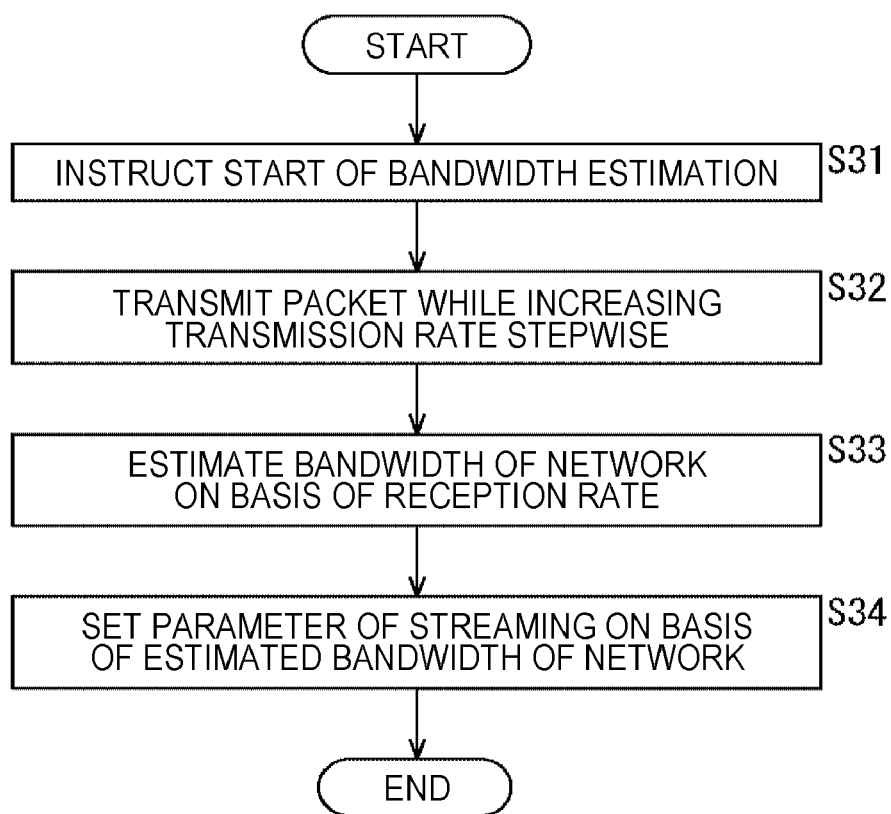 START
INSTRUCT START OF BANDWIDTH ESTIMATION
S31
TRANSMIT PACKET WHILE INCREASING
TRANSMISSION RATE STEPWISE
S32
ESTIMATE BANDWIDTH OF NETWORK
ON BASIS OF RECEPTION RATE
S33
SET PARAMETER OF STREAMING ON BASIS
OF ESTIMATED BANDWIDTH OF NETWORK
S34
END